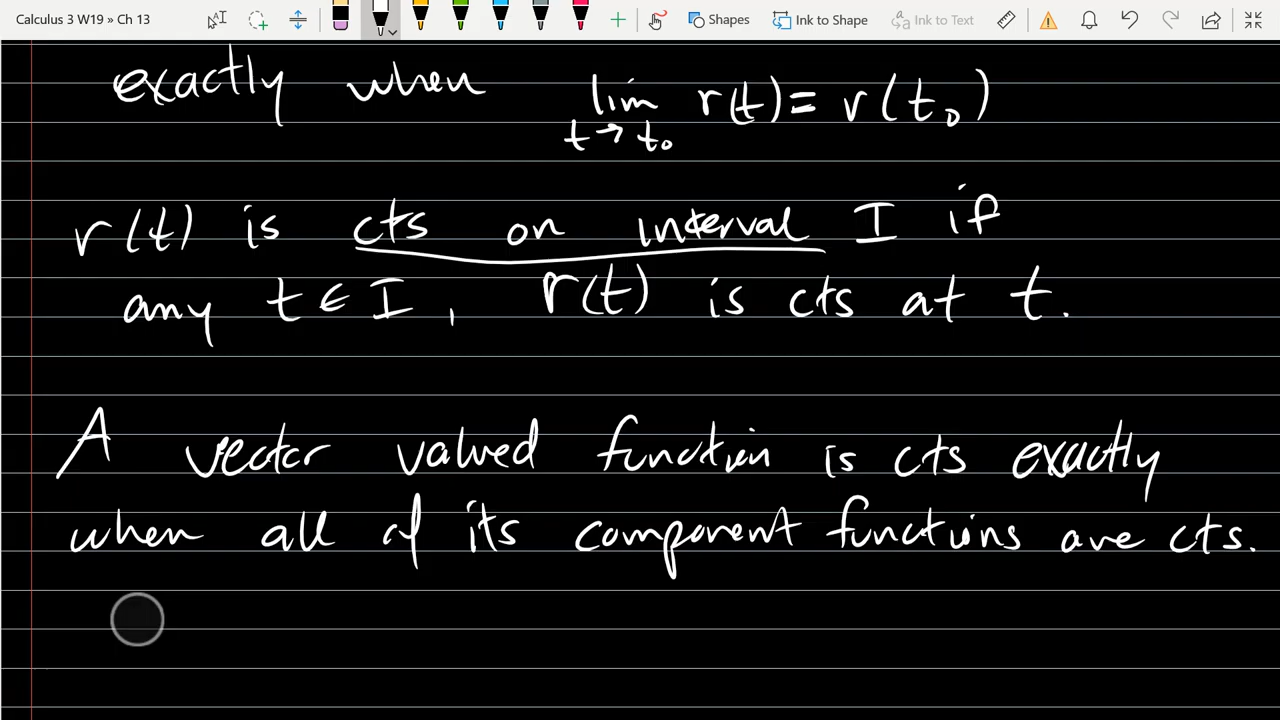 Calculus 3 W19 » Ch 13
Shapes
Ink to Shape
Ink to Text
exactly when lim t→t₀ r(t) = r(t₀)
r(t) is cts on interval I if
any t ∈ I, r(t) is cts at t.
A vector valued function is cts exactly
when all of its component functions are cts.